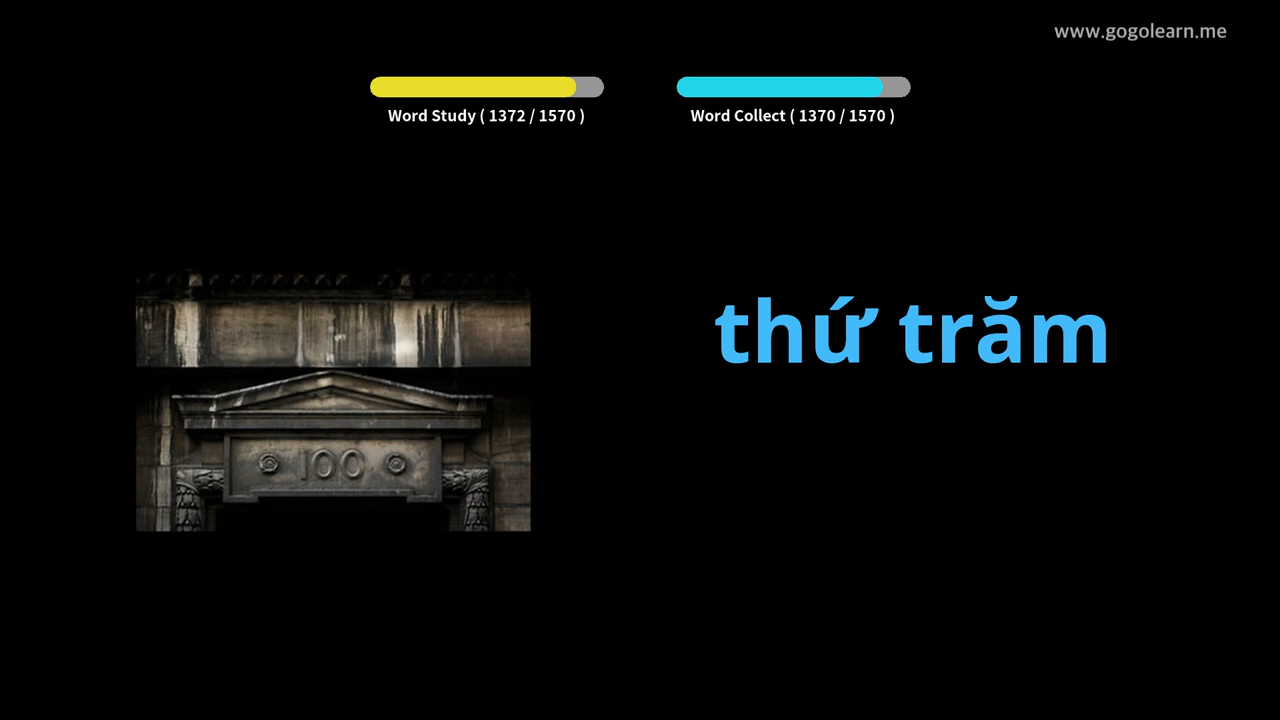 www.gogolearn.me
Word Study ( 1372 / 1570 )
Word Collect ( 1370 / 1570 )
thứ trăm
100